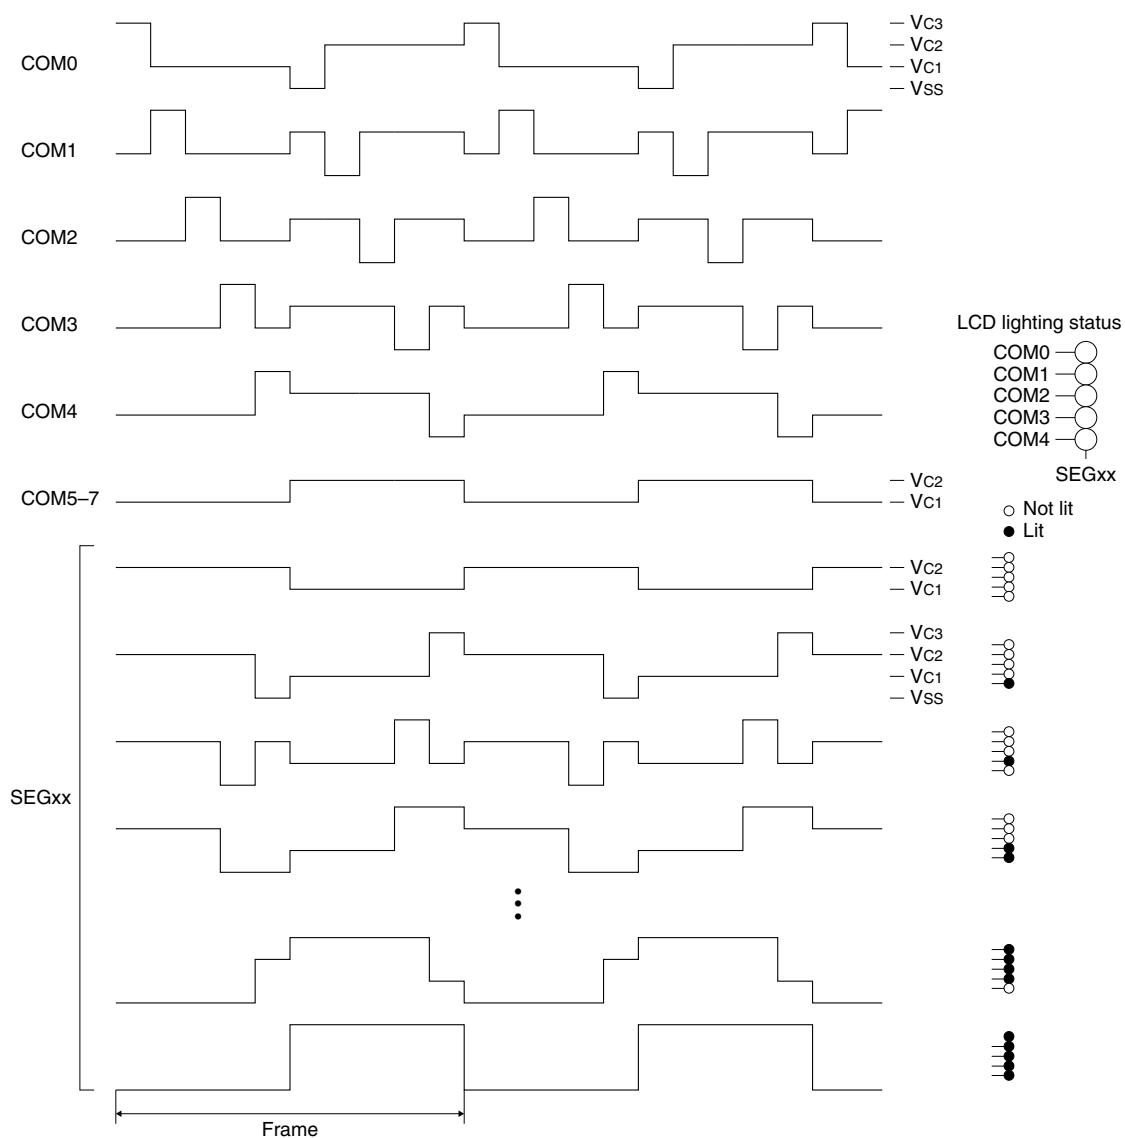 COM0
VC3
VC2
VC1
VSS
COM1
COM2
COM3
COM4
COM5–7
VC2
VC1
LCD lighting status
COM0
COM1
COM2
COM3
COM4
SEGxx
Not lit
Lit
SEGxx
VC2
VC1
VC3
VC2
VC1
VSS
Frame